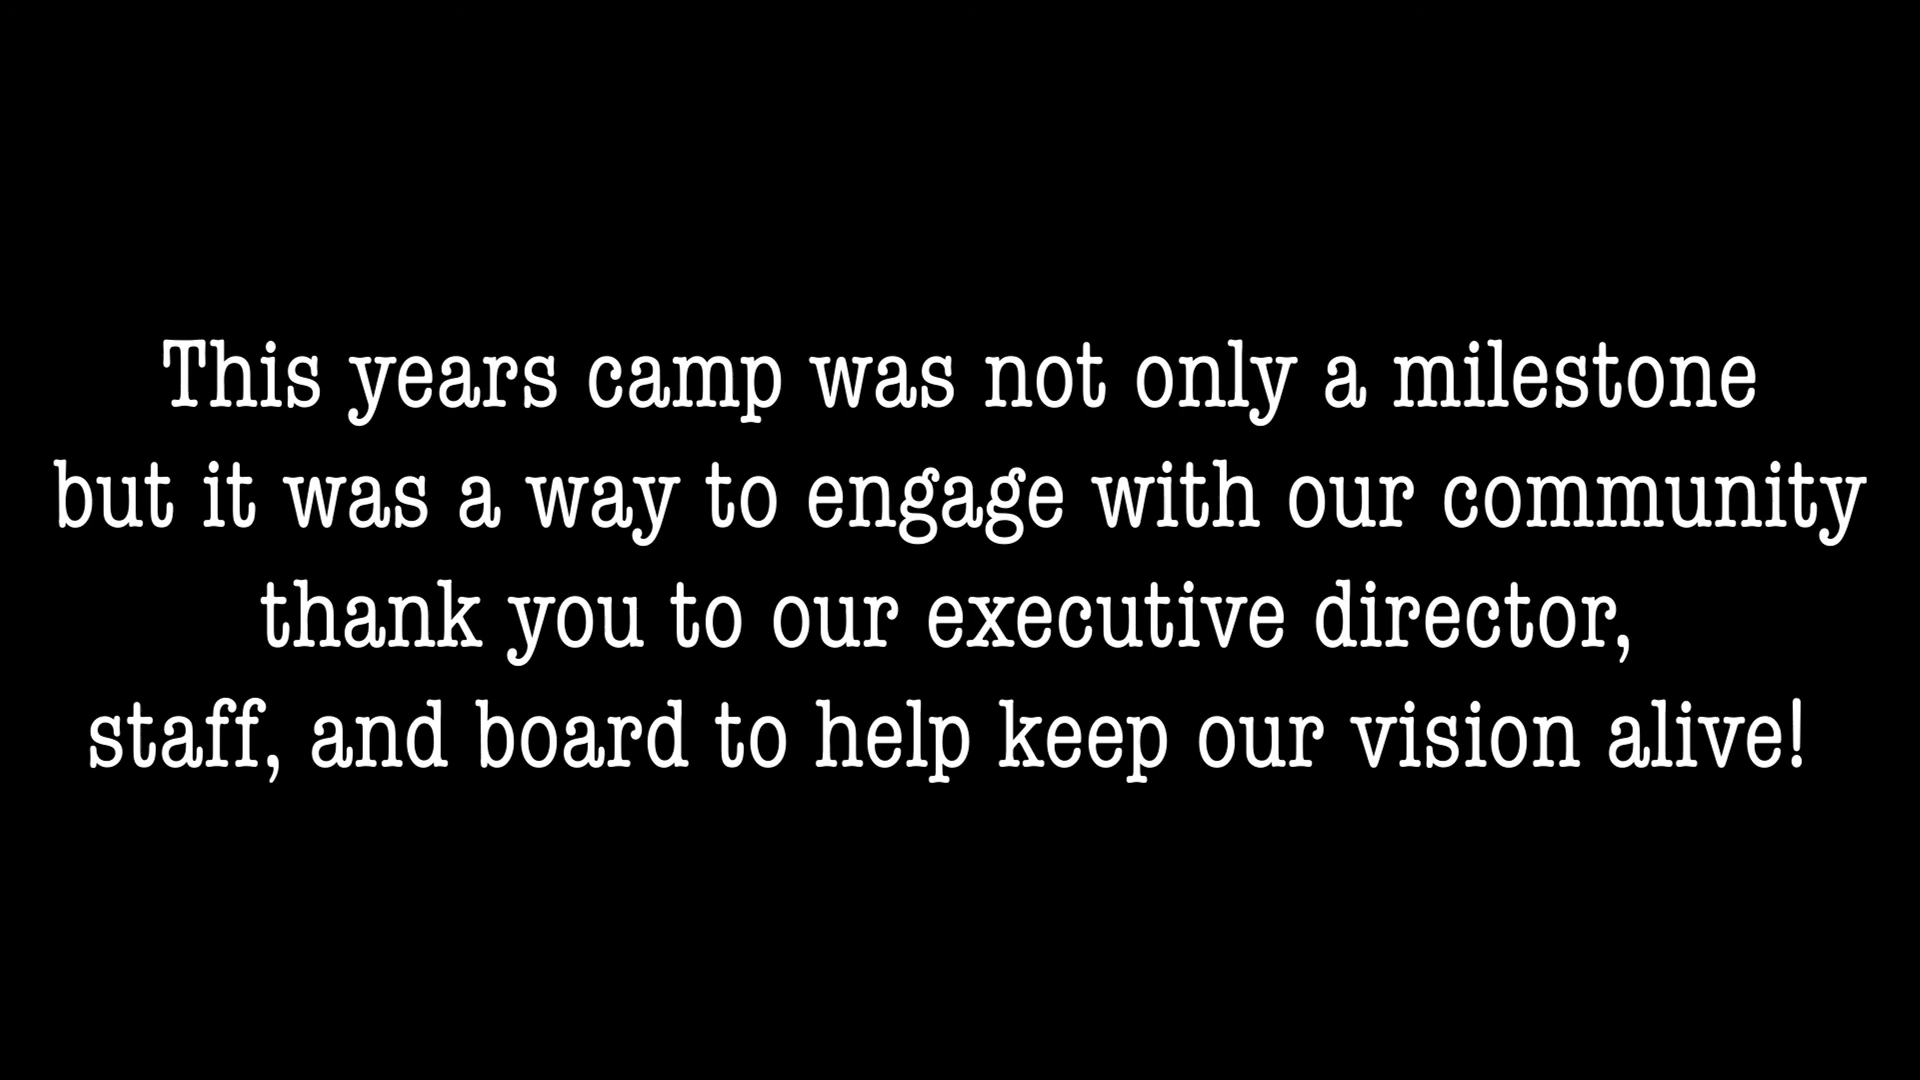 This years camp was not only a milestone
but it was a way to engage with our community
thank you to our executive director,
staff, and board to help keep our vision alive!